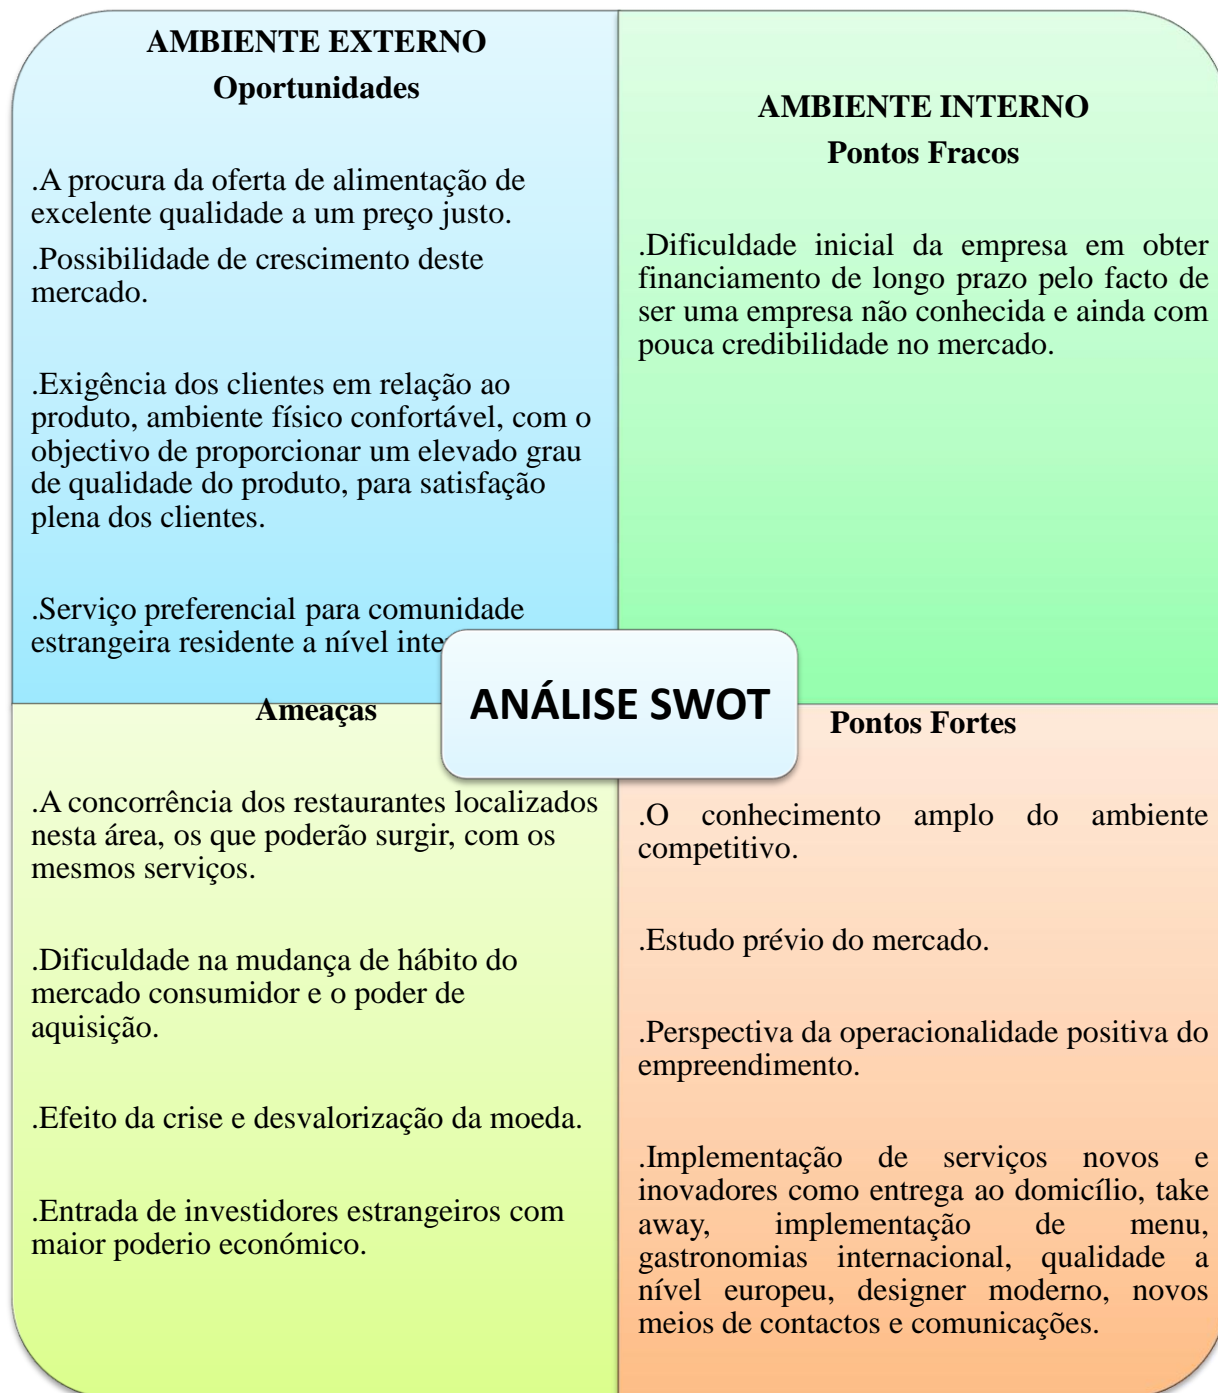 AMBIENTE EXTERNO
Oportunidades
.A procura da oferta de alimentação de
excelente qualidade a um preço justo.
.Possibilidade de crescimento deste
mercado.
.Exigência dos clientes em relação ao
produto, ambiente físico confortável, com o
objectivo de proporcionar um elevado grau
de qualidade do produto, para satisfação
plena dos clientes.
.Serviço preferencial para comunidade
estrangeira residente a nível
AMBIENTE INTERNO
Pontos Fracos
.Dificuldade inicial da empresa em obter
financiamento de longo prazo pelo facto de
ser uma empresa não conhecida e ainda com
pouca credibilidade no mercado.
ANÁLISE SWOT
Ameaças
.A concorrência dos restaurantes localizados
nesta área, os que poderão surgir, com os
mesmos serviços.
.Dificuldade na mudança de hábito do
mercado consumidor e o poder de
aquisição.
.Efeito da crise e desvalorização da moeda.
.Entrada de investidores estrangeiros com
maior poderio económico.
Pontos Fortes
.O conhecimento amplo do ambiente
competitivo.
.Estudo prévio do mercado.
.Perspectiva da operacionalidade positiva do
empreendimento.
.Implementação de serviços novos e
inovadores como entrega ao domicílio, take
away, implementação de menu,
gastronomias internacional, qualidade a
nível europeu, designer moderno, novos
meios de contactos e comunicações.